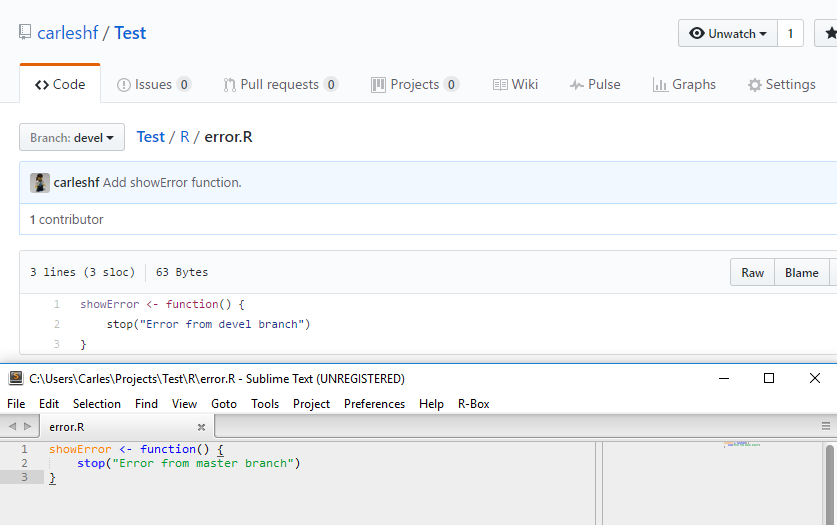 carleshf / Test
Unwatch 1
Code Issues 0 Pull requests 0 Projects 0 Wiki Pulse Graphs Settings
Branch: devel Test / R / error.R
carleshf Add showError function.
1 contributor
3 lines (3 sloc) 63 Bytes Raw Blame
1 showError <- function() {
2 stop("Error from devel branch")
3 }
C:\Users\Carles\Projects\Test\R\error.R - Sublime Text (UNREGISTERED)
File Edit Selection Find View Goto Tools Project Preferences Help R-Box
error.R
1 showError <- function() {
2 stop("Error from master branch")
3 }